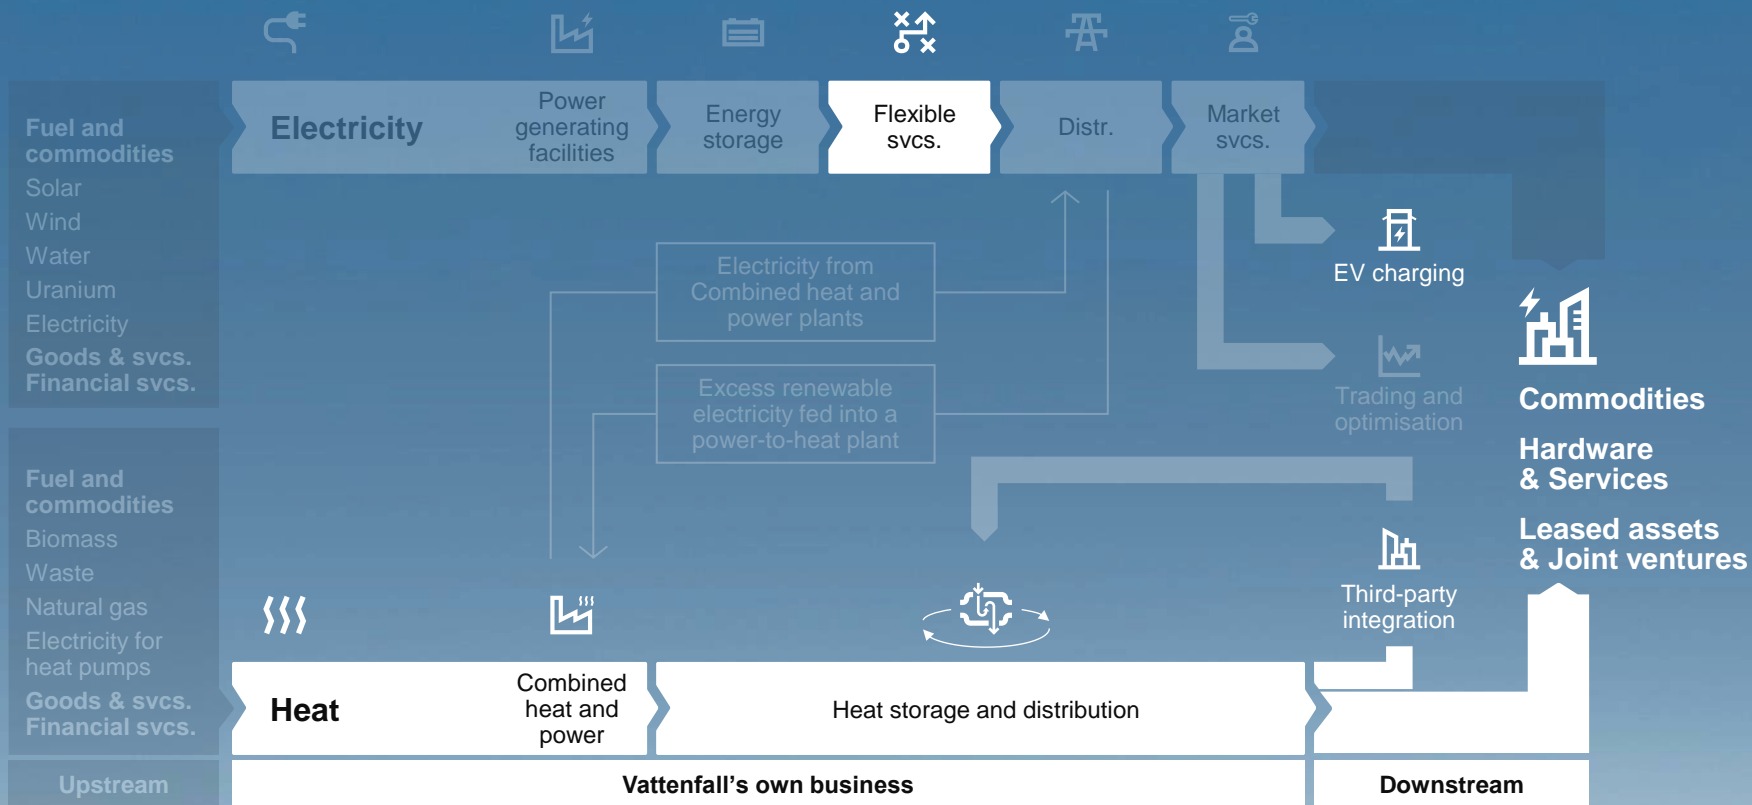 Fuel and
commodities
Solar
Wind
Water
Uranium
Electricity
Goods & svcs.
Financial svcs.
Electricity
Power
generating
facilities
Energy
storage
Flexible
svcs.
Distr.
Market
svcs.
Electricity from
Combined heat and
power plants
Excess renewable
electricity fed into a
power-to-heat plant
EV charging
Trading and
optimisation
Commodities
Hardware
& Services
Leased assets
& Joint ventures
Third-party
integration
Fuel and
commodities
Biomass
Waste
Natural gas
Electricity for
heat pumps
Goods & svcs.
Financial svcs.
Heat
Combined
heat and
power
Heat storage and distribution
Upstream
Vattenfall's own business
Downstream